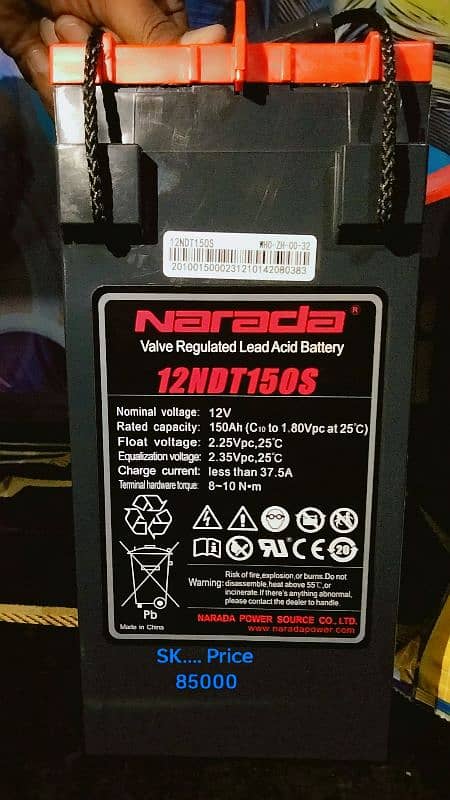 12NDT150S WHO-ZH-00-32
2010015000231210142080383
Narada®
Valve Regulated Lead Acid Battery
12NDT150S
Nominal voltage: 12V
Rated capacity: 150Ah (C10 to 1.80Vpc at 25℃)
Float voltage: 2.25Vpc,25℃
Equalization voltage: 2.35Vpc,25℃
Charge current: less than 37.5A
Terminal hardware torque: 8~10 N•m
Pb
Made in China
20
Warning: Risk of fire,explosion,or burns.Do not
disassemble,heat above 55℃,or
incinerate.If there's anything abnormal,
please contact the dealer to handle.
NARADA POWER SOURCE CO., LTD.
www.naradapower.com
SK.... Price
85000